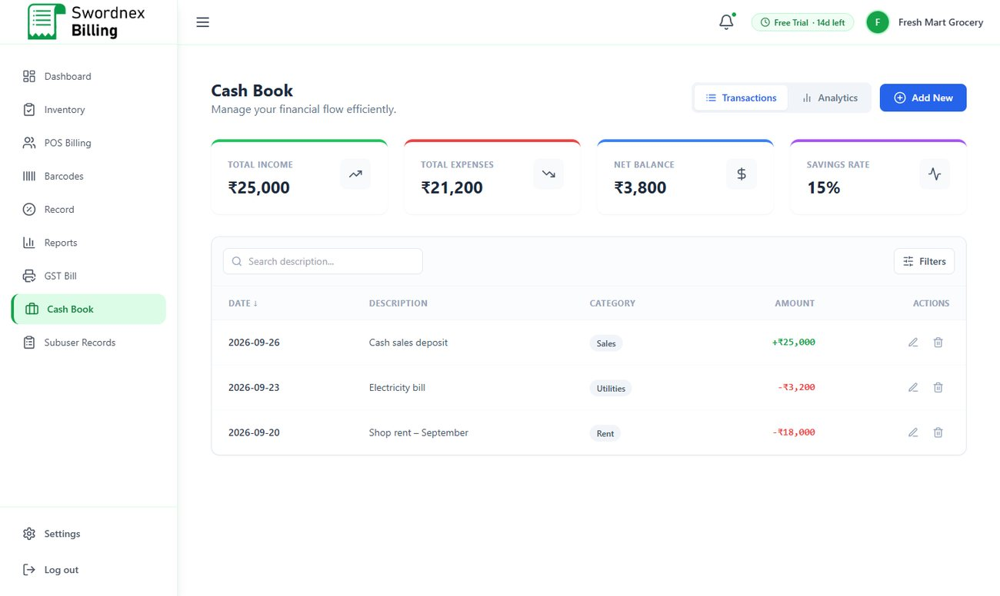 Swordnex
Billing
Free Trial · 14d left
F
Fresh Mart Grocery
Dashboard
Inventory
POS Billing
Barcodes
Record
Reports
GST Bill
Cash Book
Subuser Records
Settings
Log out
Cash Book
Manage your financial flow efficiently.
Transactions
Analytics
Add New
TOTAL INCOME
₹25,000
TOTAL EXPENSES
₹21,200
NET BALANCE
₹3,800
$
SAVINGS RATE
15%
Search description...
Filters
DATE ↓ DESCRIPTION CATEGORY AMOUNT ACTIONS
2026-09-26 Cash sales deposit Sales +₹25,000
2026-09-23 Electricity bill Utilities -₹3,200
2026-09-20 Shop rent – September Rent -₹18,000